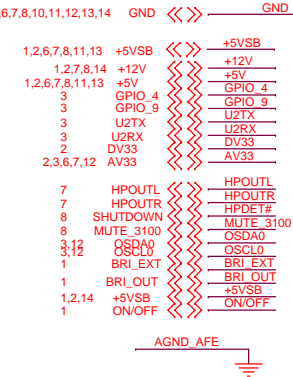 6,7,8,10,11,12,13,14 GND GND
1,2,6,7,8,11,13 +5VSB +5VSB
1,2,7,8,14 +12V +12V
1,2,6,7,8,11,13 +5V +5V
3 GPIO_4 GPIO_4
3 GPIO_9 GPIO_9
3 U2TX U2TX
3 U2RX U2RX
2 DV33 DV33
2,3,6,7,12 AV33 AV33
7 HPOUTL HPOUTL
7 HPOUTR HPOUTR
8 SHUTDOWN HPDET#
8 MUTE_3100 MUTE_3100
3,12 OSDA0 OSDA0
3,12 OSCL0 OSCL0
1 BRI_EXT BRI_EXT
1 BRI_OUT BRI_OUT
1,2,14 +5VSB +5VSB
1 ON/OFF ON/OFF
AGND_AFE